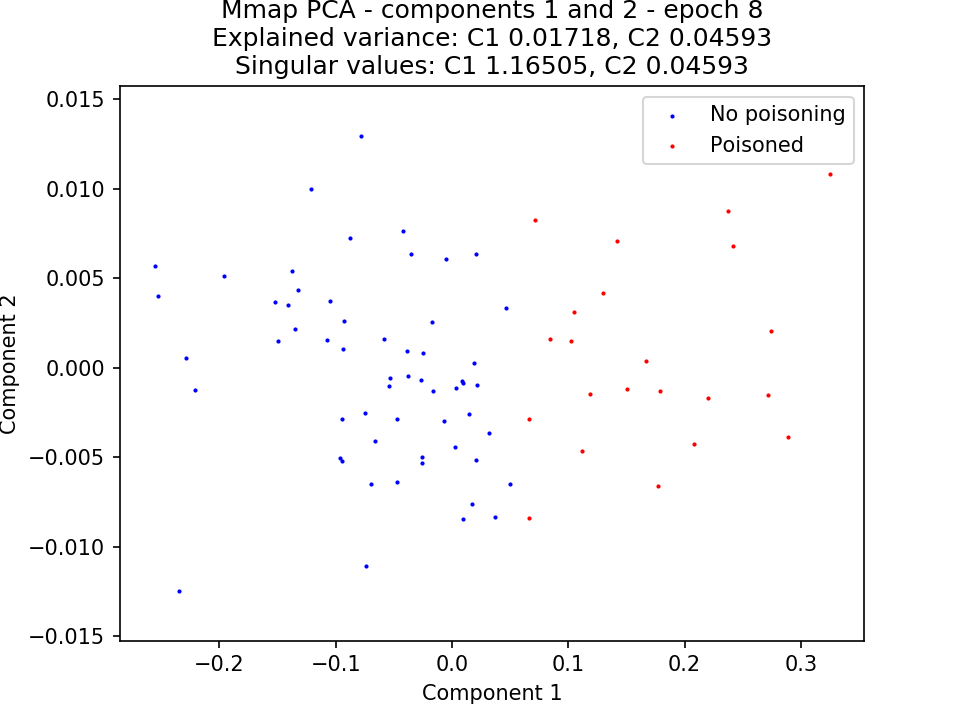 Mmap PCA - components 1 and 2 - epoch 8
Explained variance: C1 0.01718, C2 0.04593
Singular values: C1 1.16505, C2 0.04593
No poisoning
Poisoned
0.015
0.010
0.005
0.000
−0.005
−0.010
−0.015
Component 2
−0.2
−0.1
0.0
0.1
0.2
0.3
Component 1